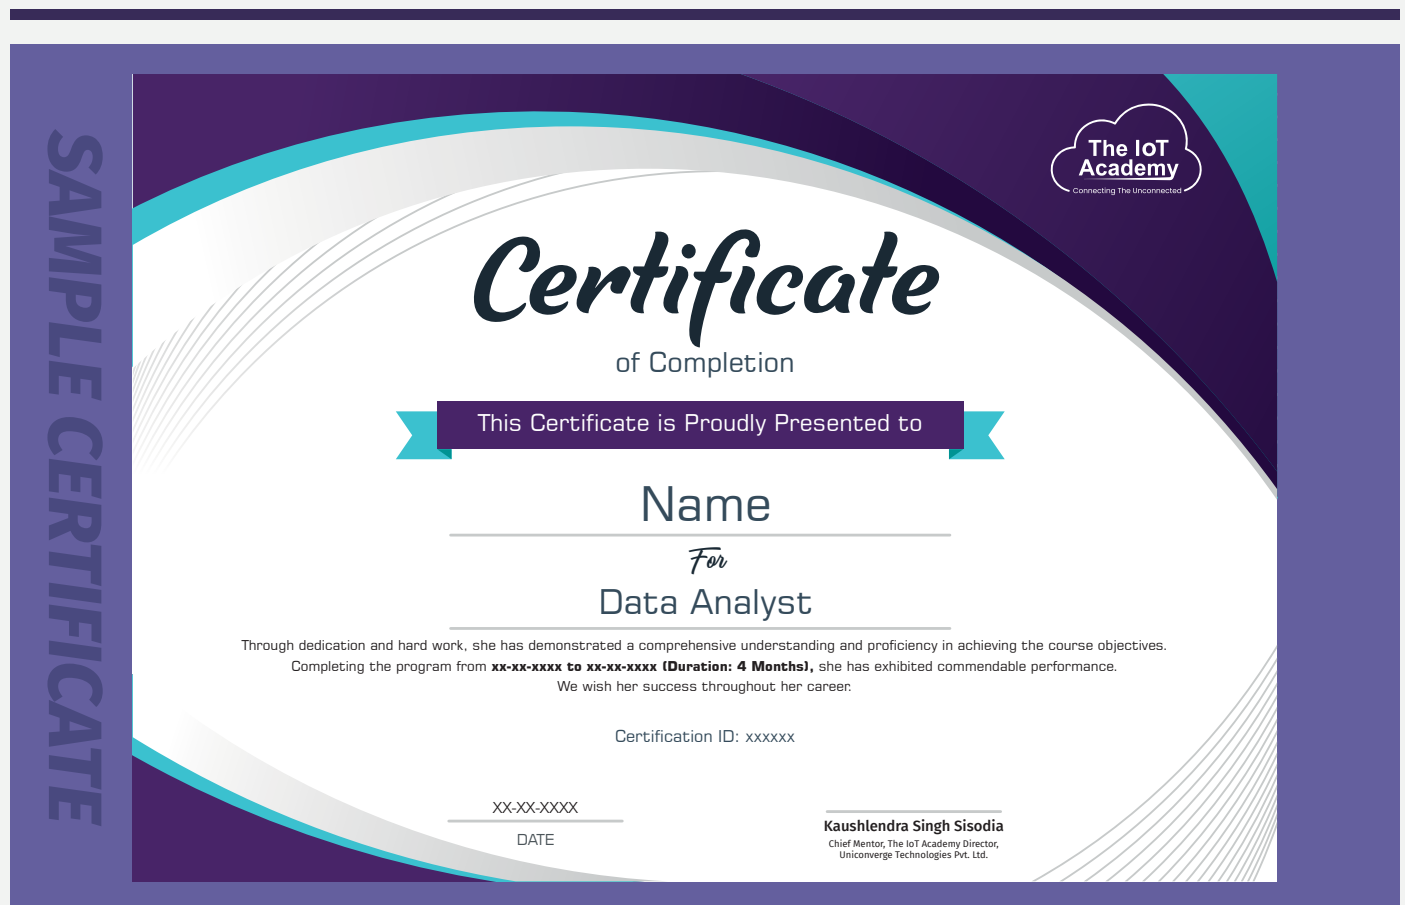 SAMPLE CERTIFICATE
The IoT
Academy
Connecting The Unconnected
Certificate
of Completion
This Certificate is Proudly Presented to
Name
For
Data Analyst
Through dedication and hard work, she has demonstrated a comprehensive understanding and proficiency in achieving the course objectives.
Completing the program from xx-xx-xxxx to xx-xx-xxxx (Duration: 4 Months), she has exhibited commendable performance.
We wish her success throughout her career.
Certification ID: xxxxxx
XX-XX-XXXX
DATE
Kaushlendra Singh Sisodia
Chief Mentor, The IoT Academy Director,
Uniconverge Technologies Pvt. Ltd.